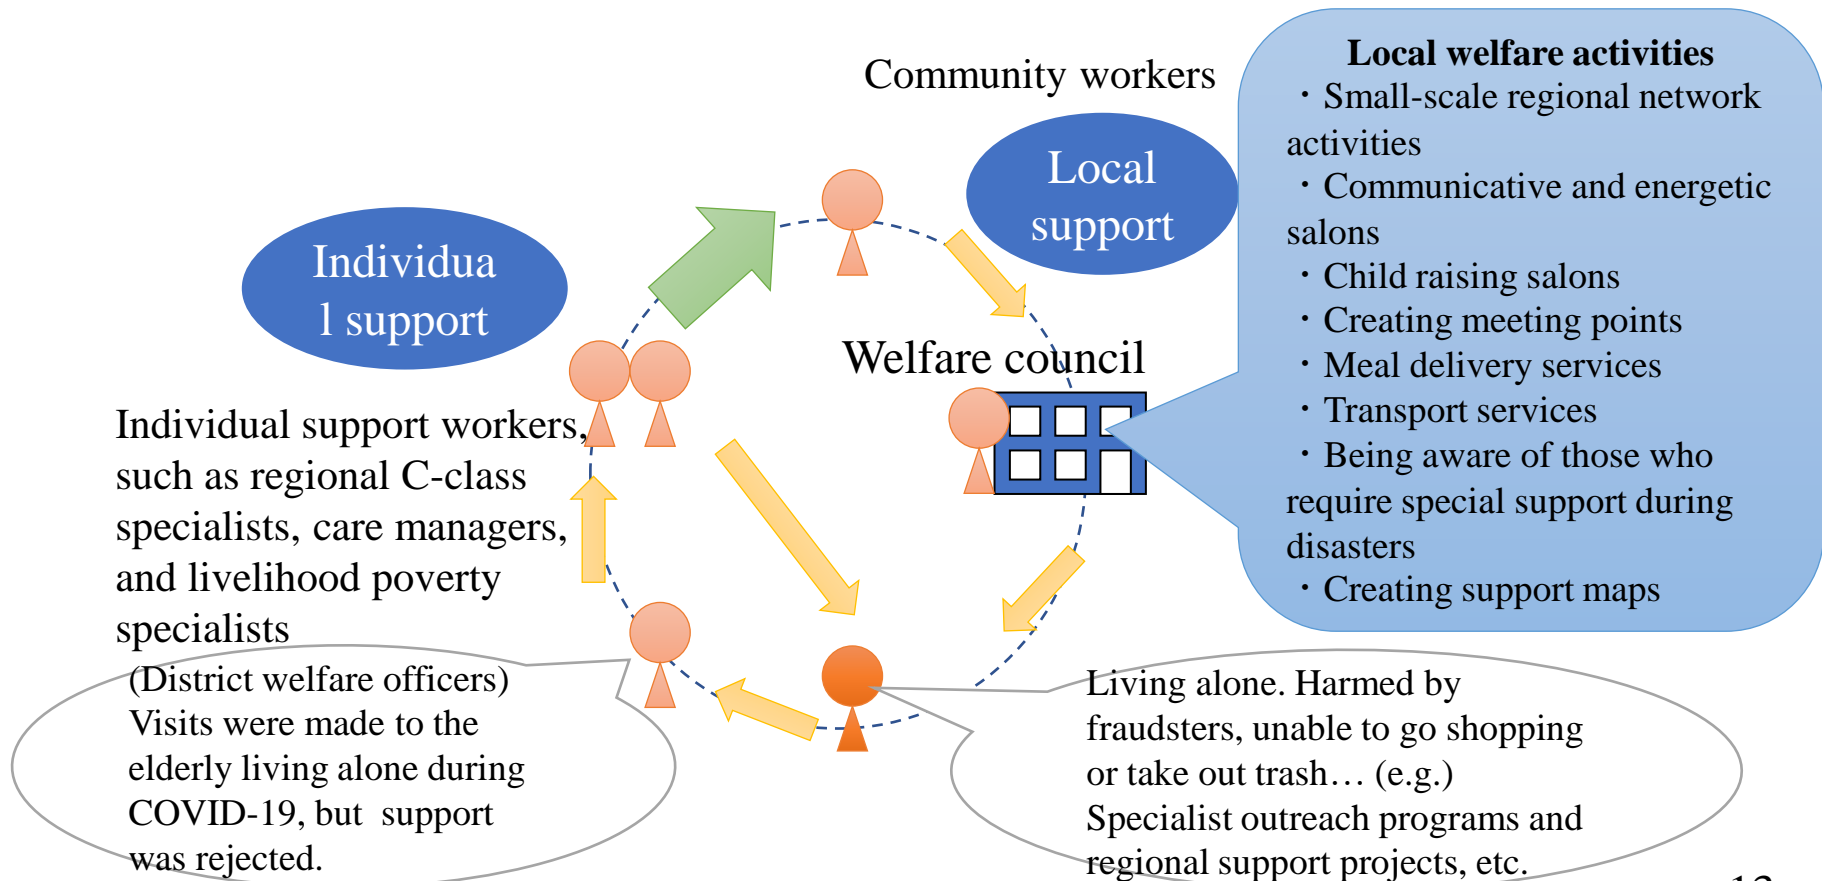 Community workers
Local
support
Individua
l support
Welfare council
Individual support workers,
such as regional C-class
specialists, care managers,
and livelihood poverty
specialists
(District welfare officers)
Visits were made to the
elderly living alone during
COVID-19, but support
was rejected.
Living alone. Harmed by
fraudsters, unable to go shopping
or take out trash… (e.g.)
Specialist outreach programs and
regional support projects, etc.
Local welfare activities
・Small-scale regional network
activities
・Communicative and energetic
salons
・Child raising salons
・Creating meeting points
・Meal delivery services
・Transport services
・Being aware of those who
require special support during
disasters
・Creating support maps